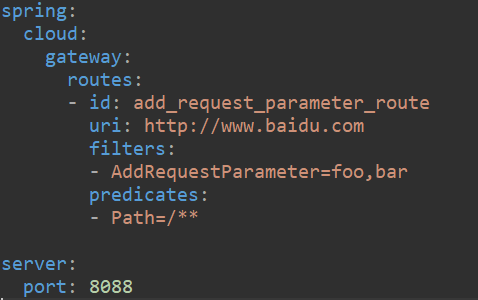 spring:
  cloud:
    gateway:
      routes:
      - id: add_request_parameter_route
        uri: http://www.baidu.com
        filters:
        - AddRequestParameter=foo,bar
        predicates:
        - Path=/**

server:
  port: 8088